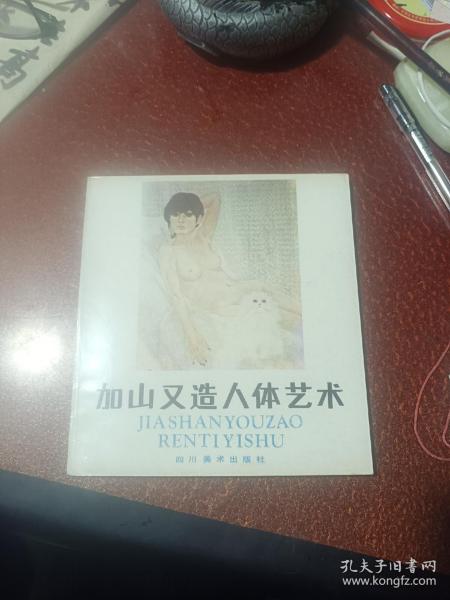 高
加山又造人体艺术
JIASHANYOUZAO
RENTIYISHU
四川美术出版社
孔夫子旧书网
www.kongfz.com